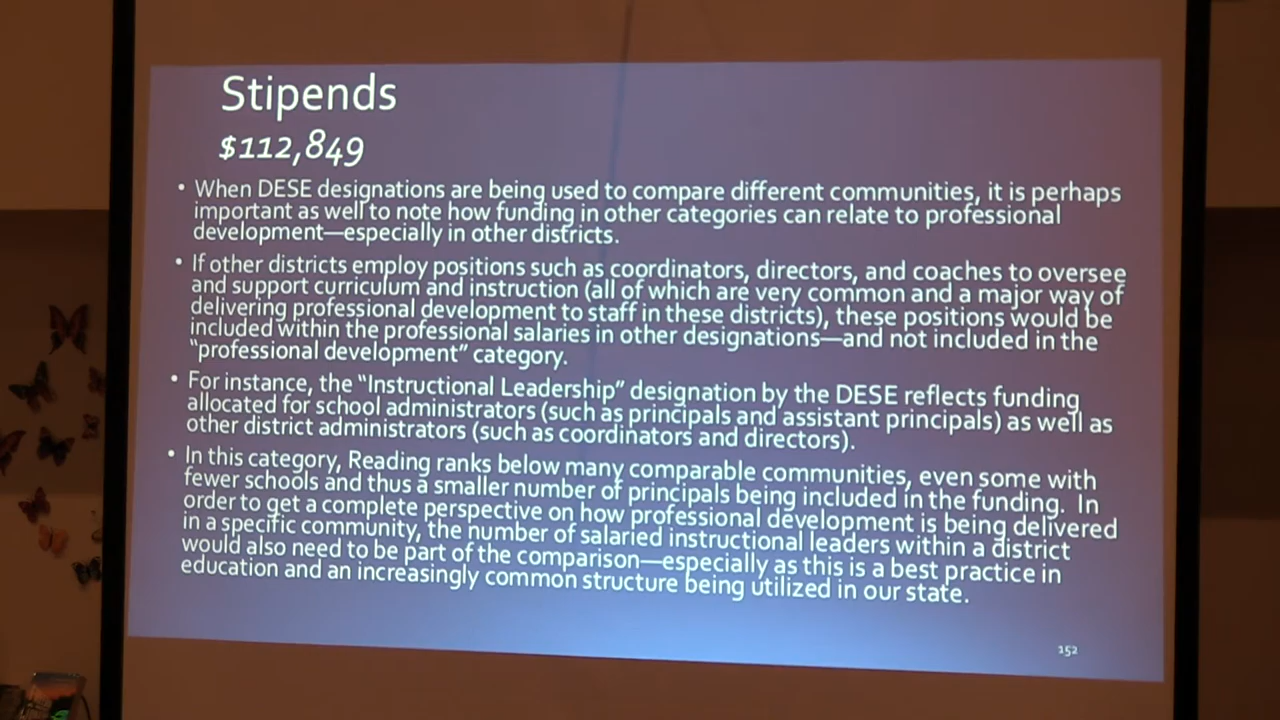 Stipends
$112,849
• When DESE designations are being used to compare different communities, it is perhaps
important as well to note how funding in other categories can relate to professional
development—especially in other districts.
• If other districts employ positions such as coordinators, directors, and coaches to oversee
and support curriculum and instruction (all of which are very common and a major way of
delivering professional development to staff in these districts), these positions would be
included within the professional salaries in other designations—and not included in the
“professional development” category.
• For instance, the “Instructional Leadership” designation by the DESE reflects funding
allocated for school administrators (such as principals and assistant principals) as well as
other district administrators (such as coordinators and directors).
• In this category, Reading ranks below many comparable communities, even some with
fewer schools and thus a smaller number of principals being included in the funding. In
order to get a complete perspective on how professional development is being delivered
in a specific community, the number of salaried instructional leaders within a district
would also need to be part of the comparison—especially as this is a best practice in
education and an increasingly common structure being utilized in our state.
152